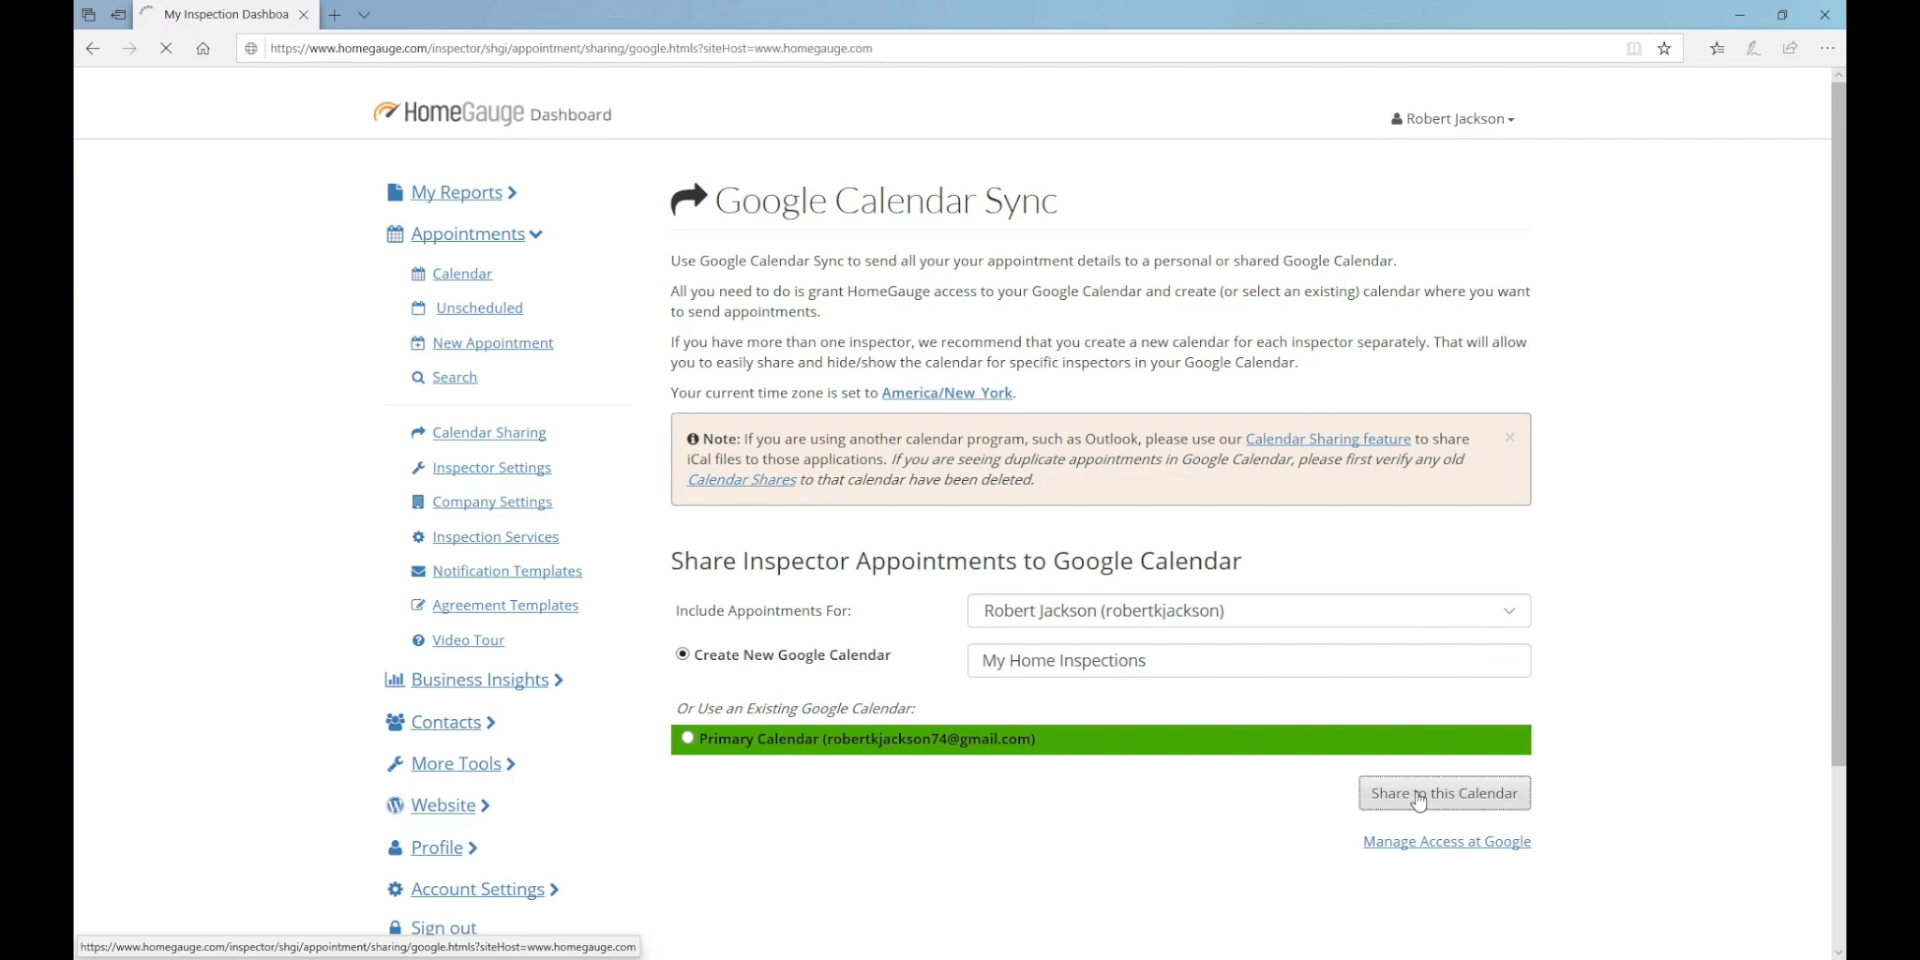 My Inspection Dashboa
https://www.homegauge.com/inspector/shgi/appointment/sharing/google.htmls?siteHost=www.homegauge.com
HomeGauge Dashboard
Robert Jackson
My Reports
Appointments
Calendar
Unscheduled
New Appointment
Search
Calendar Sharing
Inspector Settings
Company Settings
Inspection Services
Notification Templates
Agreement Templates
Video Tour
Business Insights
Contacts
More Tools
Website
Profile
Account Settings
Sign out
Google Calendar Sync
Use Google Calendar Sync to send all your your appointment details to a personal or shared Google Calendar.
All you need to do is grant HomeGauge access to your Google Calendar and create (or select an existing) calendar where you want
to send appointments.
If you have more than one inspector, we recommend that you create a new calendar for each inspector separately. That will allow
you to easily share and hide/show the calendar for specific inspectors in your Google Calendar.
Your current time zone is set to America/New_York.
Note: If you are using another calendar program, such as Outlook, please use our Calendar Sharing feature to share
iCal files to those applications. If you are seeing duplicate appointments in Google Calendar, please first verify any old
Calendar Shares to that calendar have been deleted.
Share Inspector Appointments to Google Calendar
Include Appointments For: Robert Jackson (robertkjackson)
Create New Google Calendar My Home Inspections
Or Use an Existing Google Calendar:
Primary Calendar (robertkjackson74@gmail.com)
Share to this Calendar
Manage Access at Google
https://www.homegauge.com/inspector/shgi/appointment/sharing/google.htmls?siteHost=www.homegauge.com